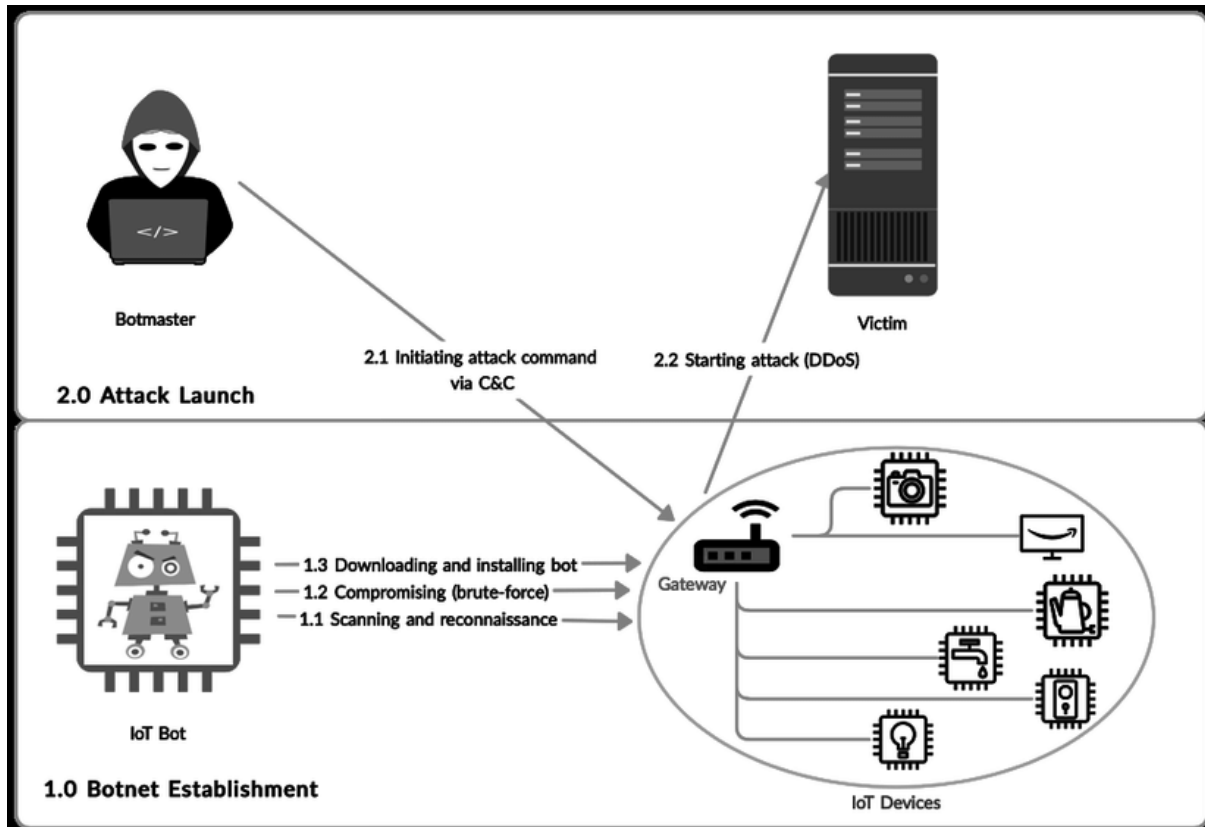 </>
Botmaster
Victim
2.1 Initiating attack command
via C&C
2.2 Starting attack (DDoS)
2.0 Attack Launch
1.3 Downloading and installing bot
1.2 Compromising (brute-force)
1.1 Scanning and reconnaissance
Gateway
IoT Bot
1.0 Botnet Establishment
IoT Devices